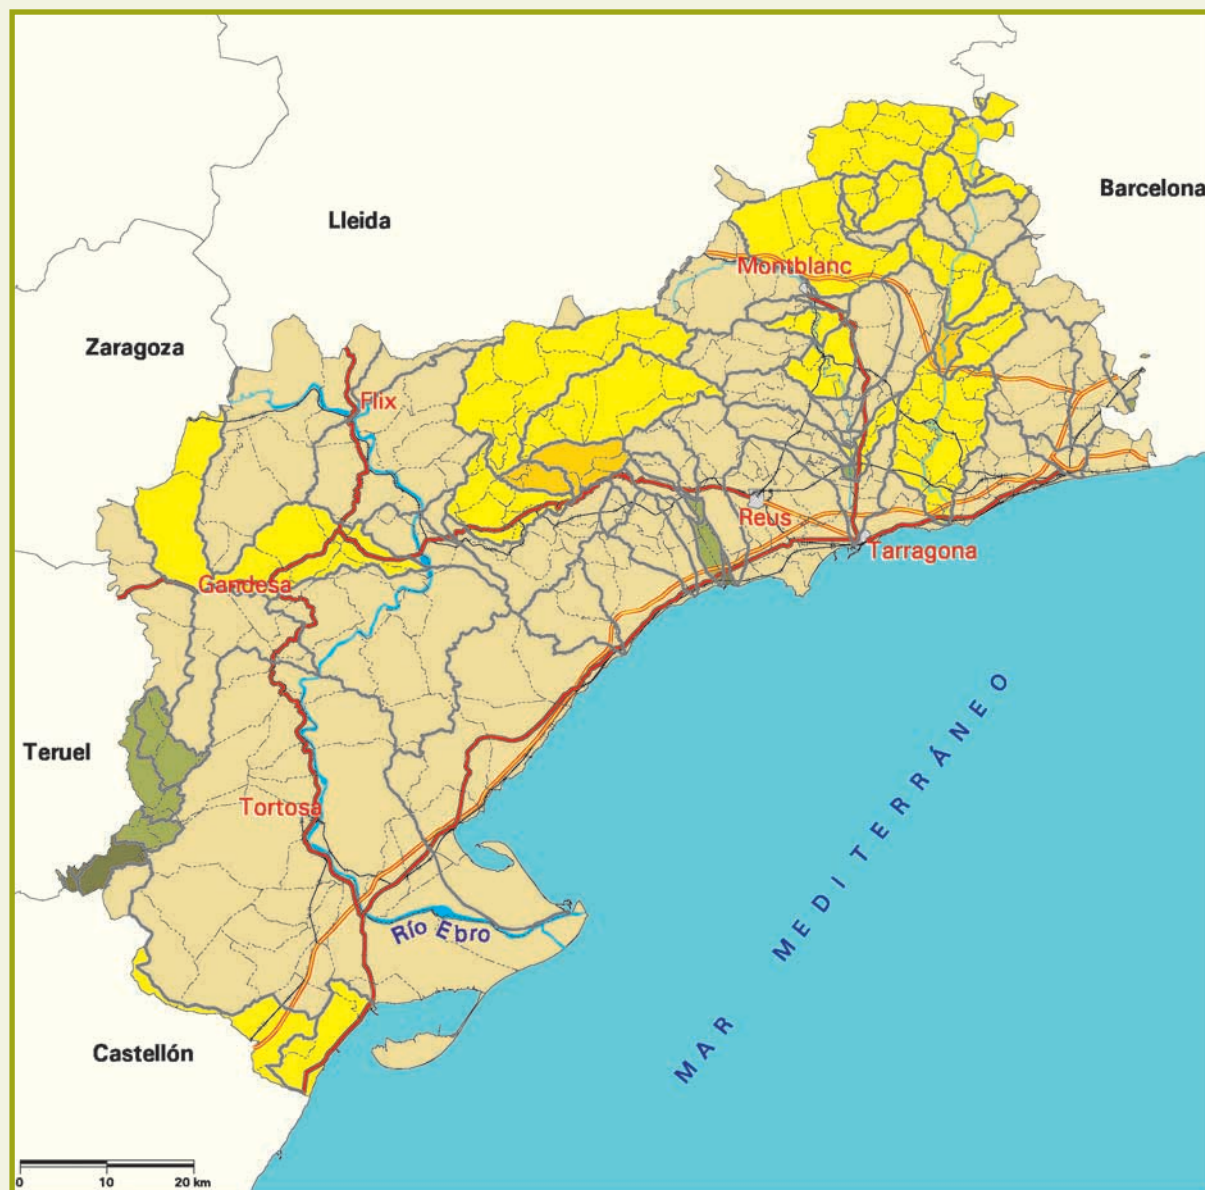 Barcelona
Lleida
Montblanc
Zaragoza
Flix
Reus
Tarragona
Gandesa
Teruel
Tortosa
Río Ebro
MAR MEDITERRÁNEO
Castellón
0 10 20 km